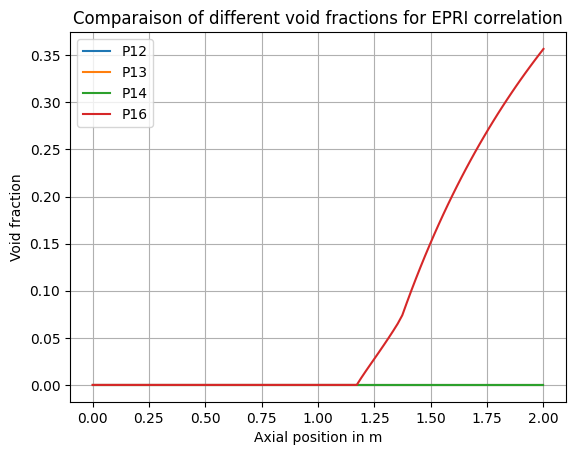 Comparaison of different void fractions for EPRI correlation
P12
P13
P14
P16
Void fraction
0.35
0.30
0.25
0.20
0.15
0.10
0.05
0.00
0.00 0.25 0.50 0.75 1.00 1.25 1.50 1.75 2.00
Axial position in m